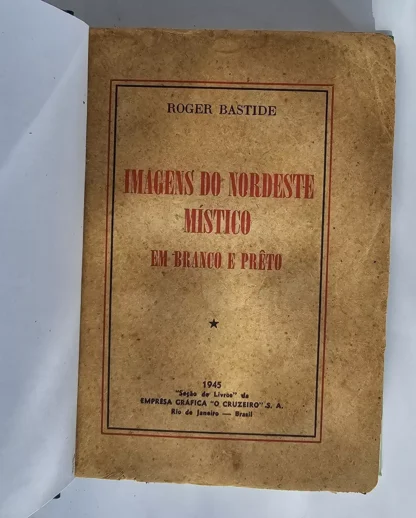 ROGER BASTIDE
IMAGENS DO NORDESTE
MÍSTICO
EM BRANCO E PRÊTO
★
1945
"Seção de Livros" da
EMPRESA GRÁFICA "O CRUZEIRO" S. A.
Rio de Janeiro — Brasil